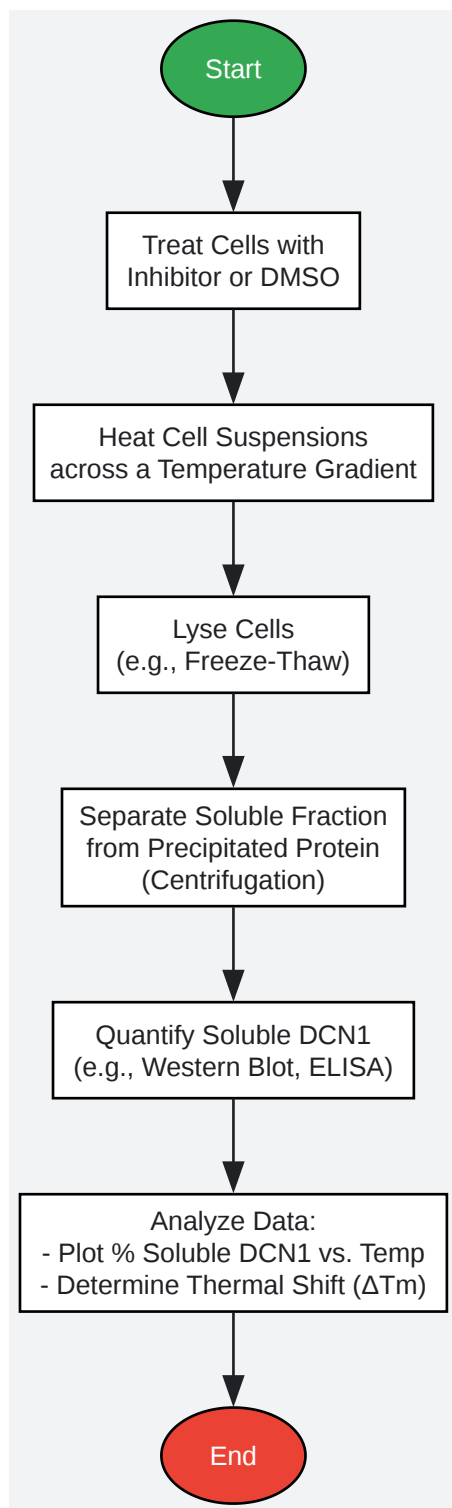 Start
Treat Cells with
Inhibitor or DMSO
Heat Cell Suspensions
across a Temperature Gradient
Lyse Cells
(e.g., Freeze-Thaw)
Separate Soluble Fraction
from Precipitated Protein
(Centrifugation)
Quantify Soluble DCN1
(e.g., Western Blot, ELISA)
Analyze Data:
- Plot % Soluble DCN1 vs. Temp
- Determine Thermal Shift (ΔTm)
End